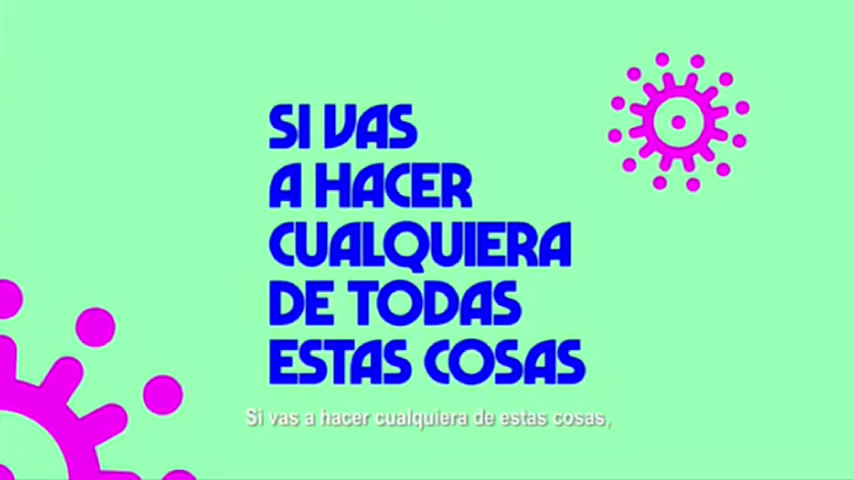 SI VAS
A HACER
CUALQUIERA
DE TODAS
ESTAS COSAS
Si vas a hacer cualquiera de estas cosas,